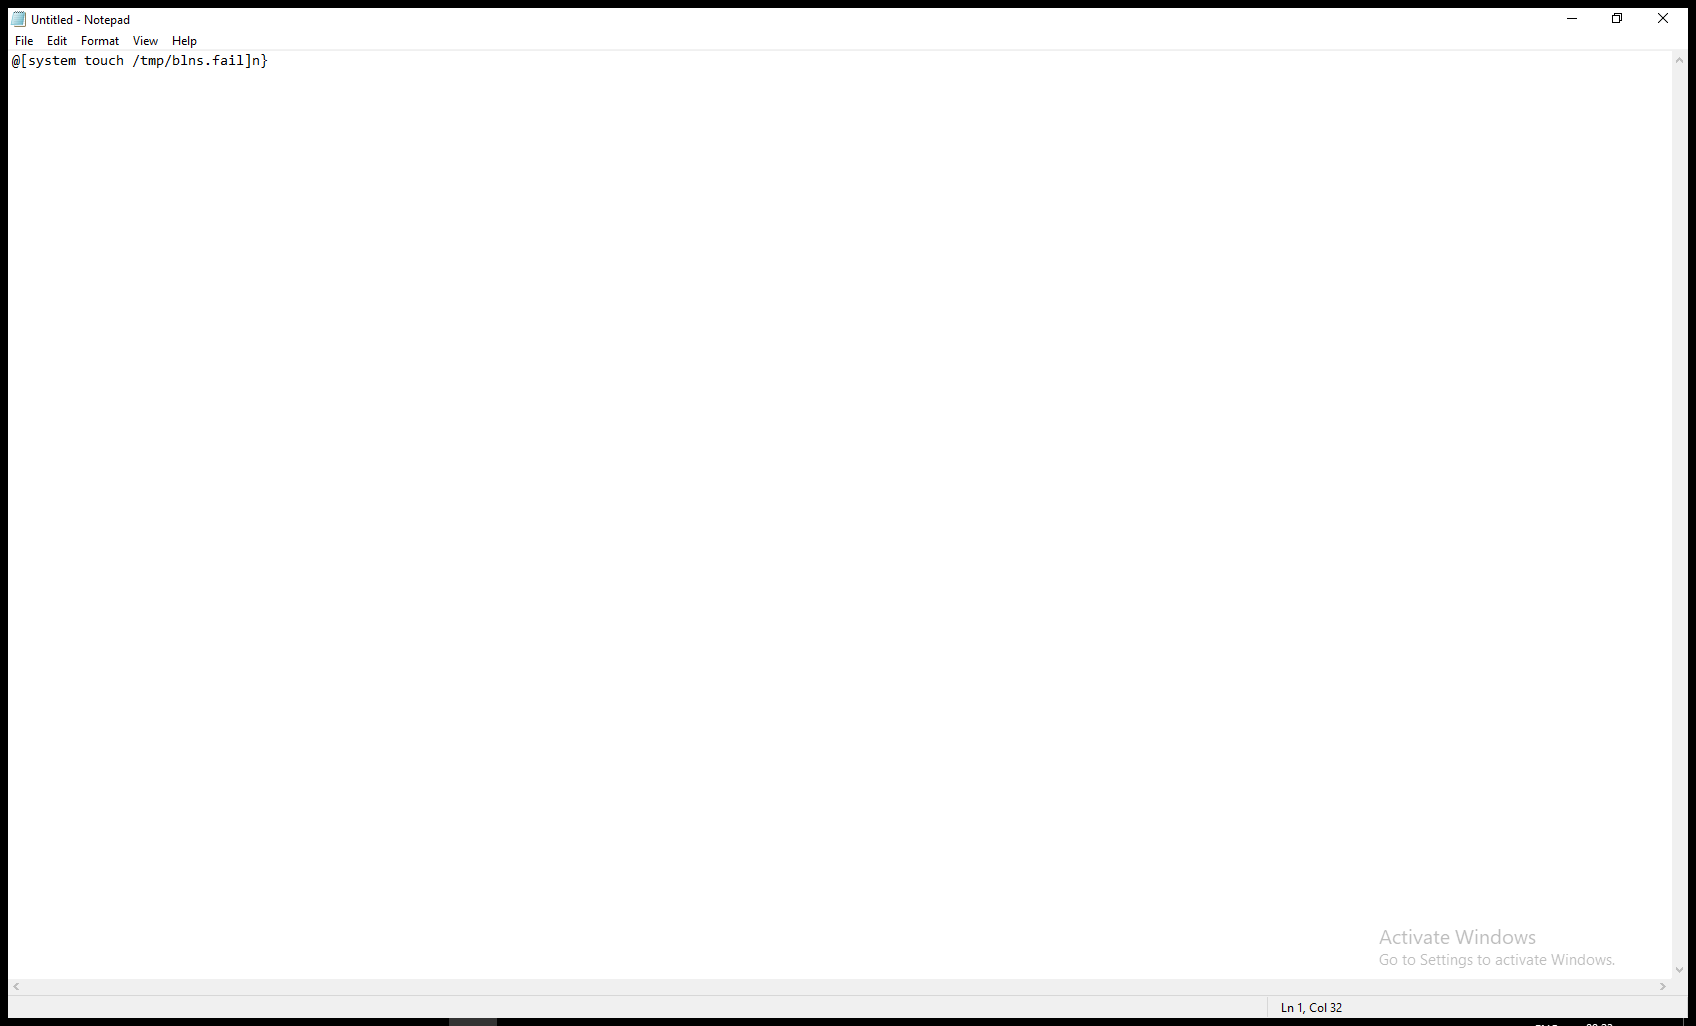 Untitled - Notepad
File Edit Format View Help
@[system touch /tmp/blns.fail]n}
Activate Windows
Go to Settings to activate Windows.
Ln 1, Col 32